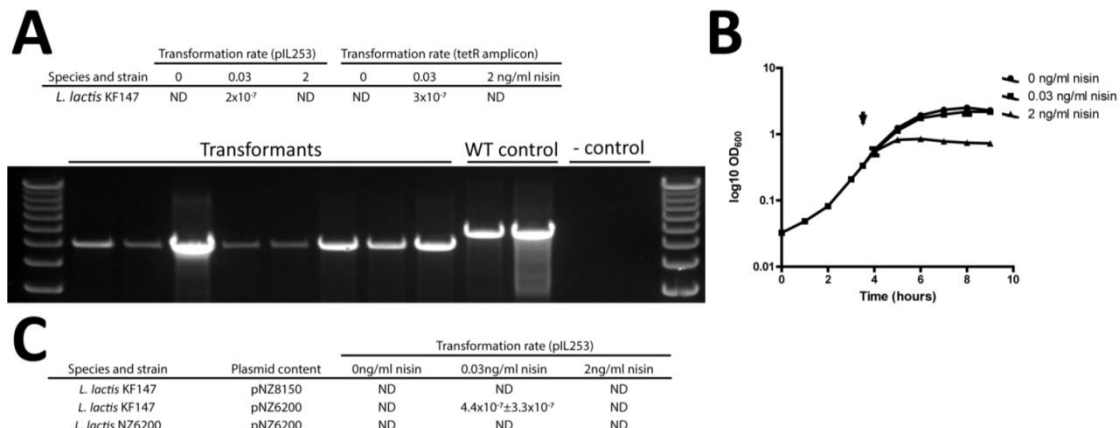 A
Transformation rate (pIL253) Transformation rate (tetR amplicon)
Species and strain 0 0.03 2 0 0.03 2 ng/ml nisin
L. lactis KF147 ND 2x10⁻⁷ ND ND 3x10⁻⁷ ND
Transformants WT control - control
B
log10 OD₆₀₀
10
1
0.1
0.01
0 2 4 6 8 10
Time (hours)
0 ng/ml nisin
0.03 ng/ml nisin
2 ng/ml nisin
C
Transformation rate (pIL253)
Species and strain Plasmid content 0ng/ml nisin 0.03ng/ml nisin 2ng/ml nisin
L. lactis KF147 pNZ8150 ND ND ND
L. lactis KF147 pNZ6200 ND 4.4x10⁻⁷±3.3x10⁻⁷ ND
L. lactis NZ6200 pNZ6200 ND ND ND